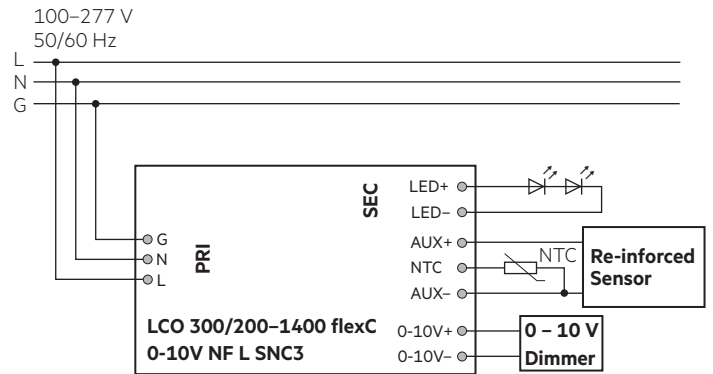 100–277 V
50/60 Hz
L
N
G
LED+
LED–
SEC
AUX+
NTC
NTC
AUX–
Re-inforced
Sensor
G
N
L
PRI
LCO 300/200–1400 flexC
0-10V NF L SNC3
0-10V+
0-10V–
0 – 10 V
Dimmer